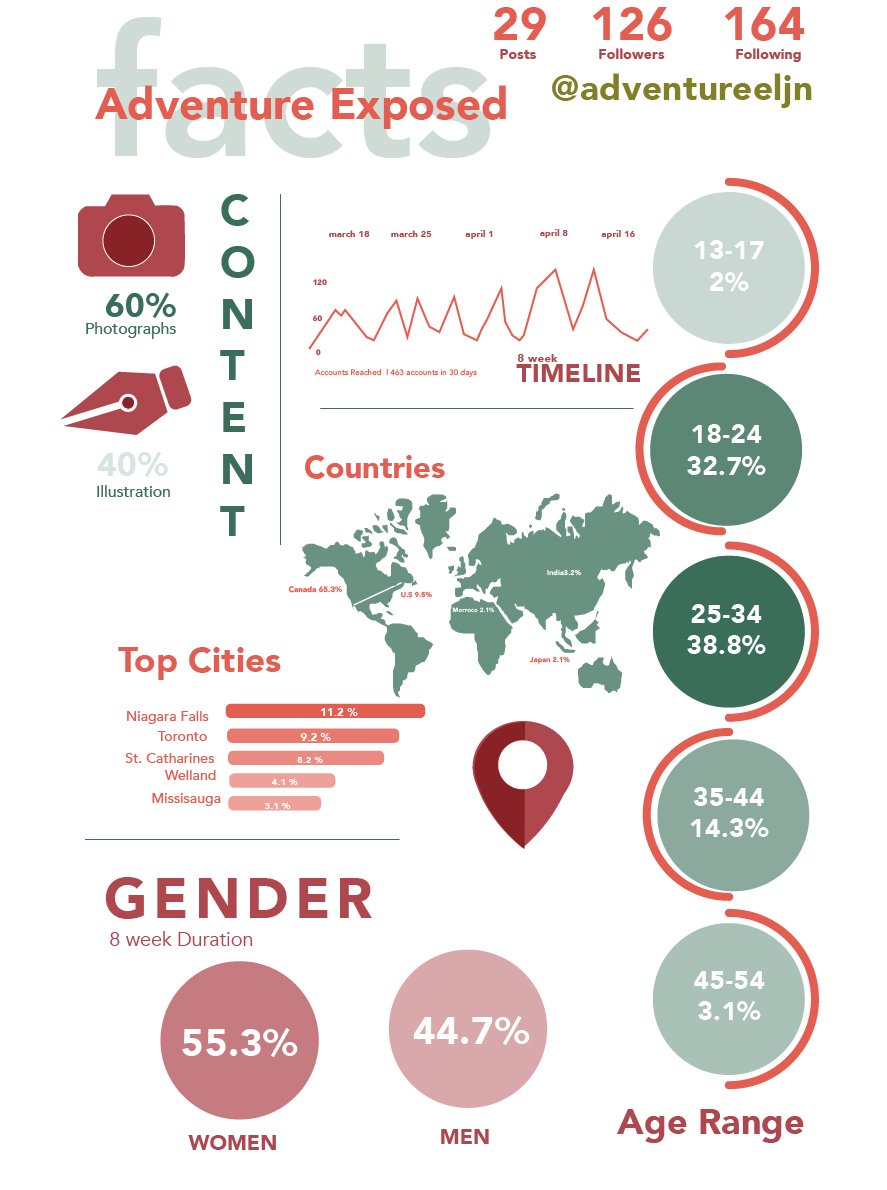 facts
Adventure Exposed
29 126 164
Posts Followers Following
@adventureeljn
CONTENT
60%
Photographs
40%
Illustration
march 18 march 25 april 1 april 8 april 16
120
60
0
8 week
TIMELINE
Accounts Reached | 463 accounts in 30 days
Countries
Canada 65.3%
U.S 9.5%
India3.2%
Morroco 2.1%
Japan 2.1%
Top Cities
Niagara Falls 11.2 %
Toronto 9.2 %
St. Catharines 8.2 %
Welland 4.1 %
Missisauga 3.1 %
GENDER
8 week Duration
55.3%
WOMEN
44.7%
MEN
13-17
2%
18-24
32.7%
25-34
38.8%
35-44
14.3%
45-54
3.1%
Age Range